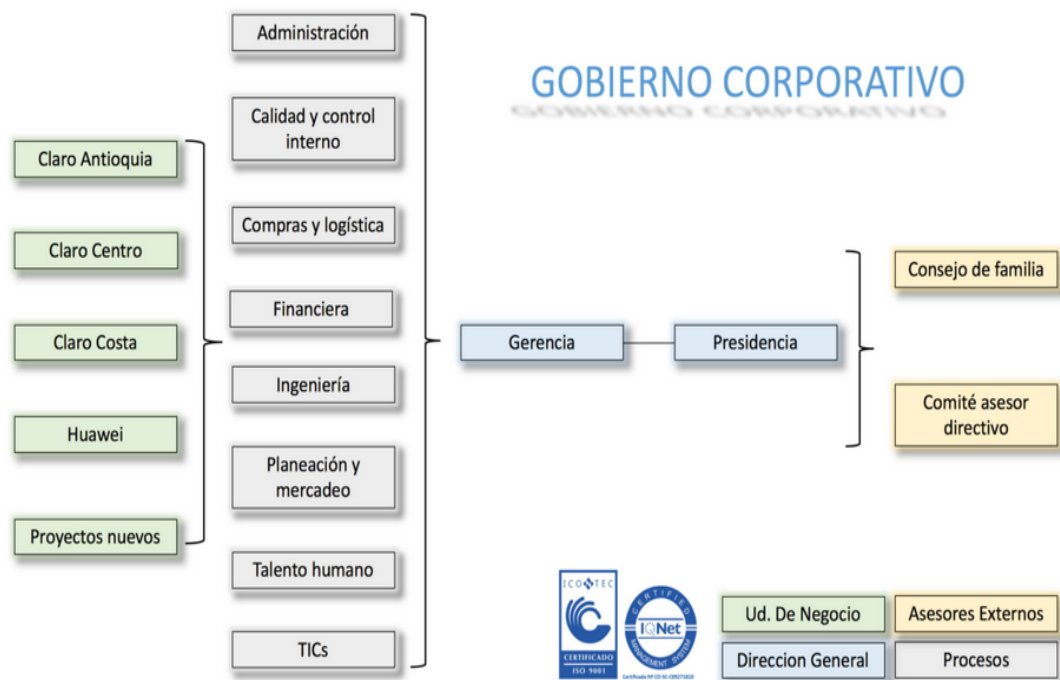 GOBIERNO CORPORATIVO
Claro Antioquia
Claro Centro
Claro Costa
Huawei
Proyectos nuevos
Administración
Calidad y control
interno
Compras y logística
Financiera
Ingeniería
Planeación y
mercadeo
Talento humano
TICs
Gerencia
Presidencia
Consejo de familia
Comité asesor
directivo
ICONTEC
CERTIFICADO
ISO 9001
CERTIFIED
IQNet
MANAGEMENT SYSTEM
Ud. De Negocio
Asesores Externos
Direccion General
Procesos